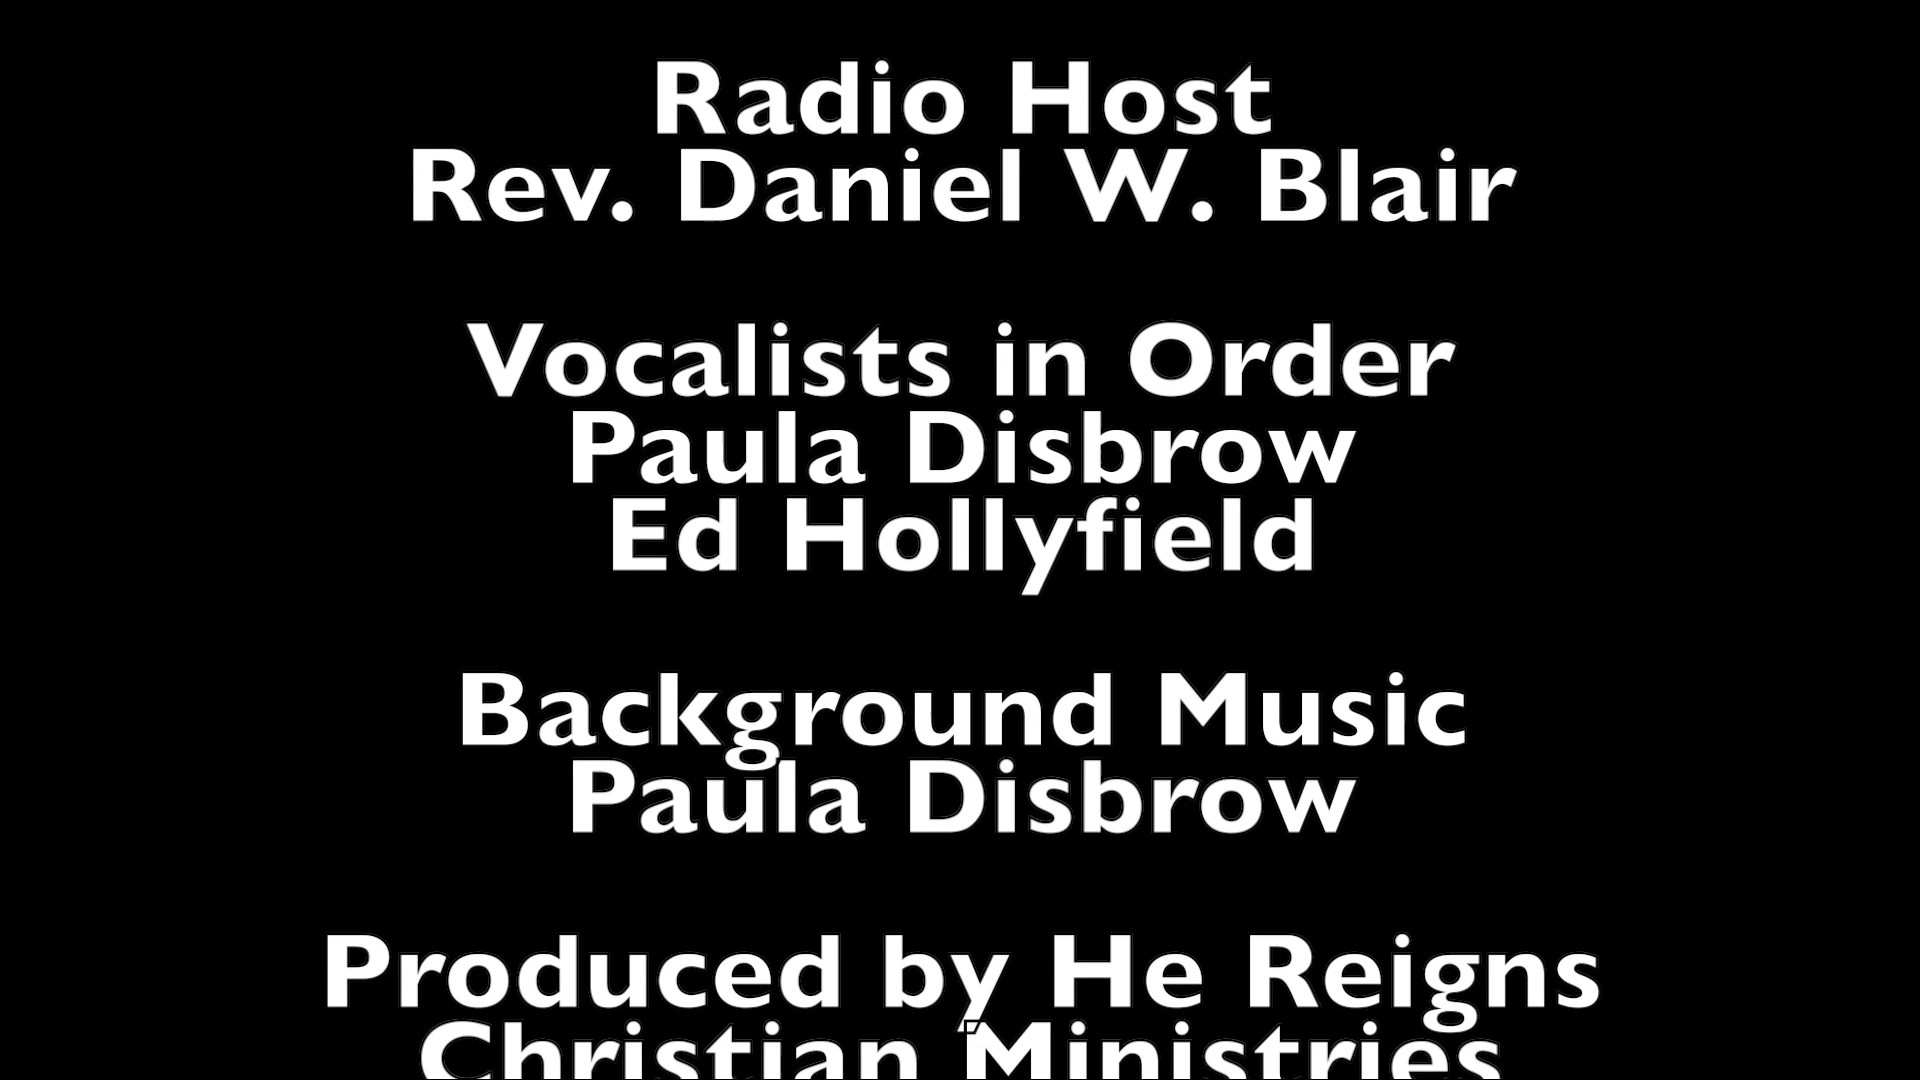 Radio Host
Rev. Daniel W. Blair
Vocalists in Order
Paula Disbrow
Ed Hollyfield
Background Music
Paula Disbrow
Produced by He Reigns
Christian Ministries